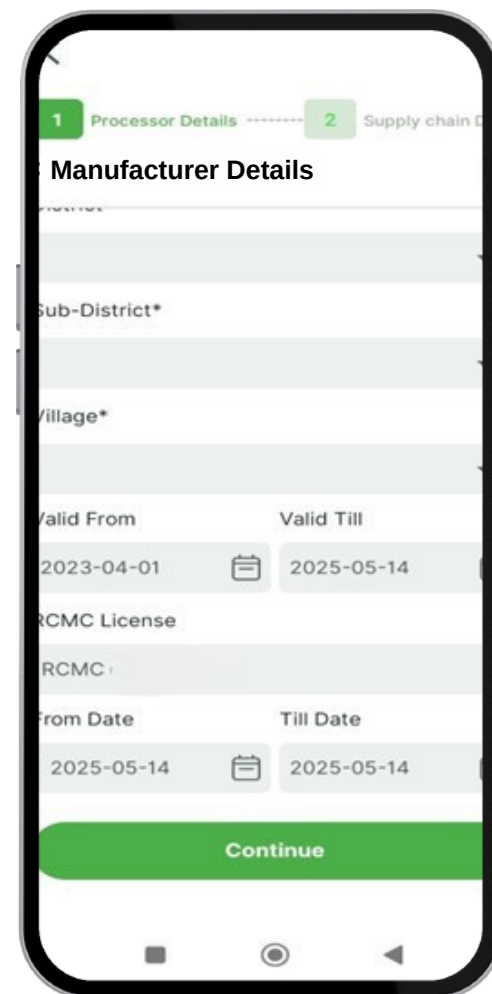 1 Processor Details -------- 2 Supply chain
Manufacturer Details
District
Sub-District*
Village*
Valid From Valid Till
2023-04-01 2025-05-14
RCMC License
RCMC
From Date Till Date
2025-05-14 2025-05-14
Continue